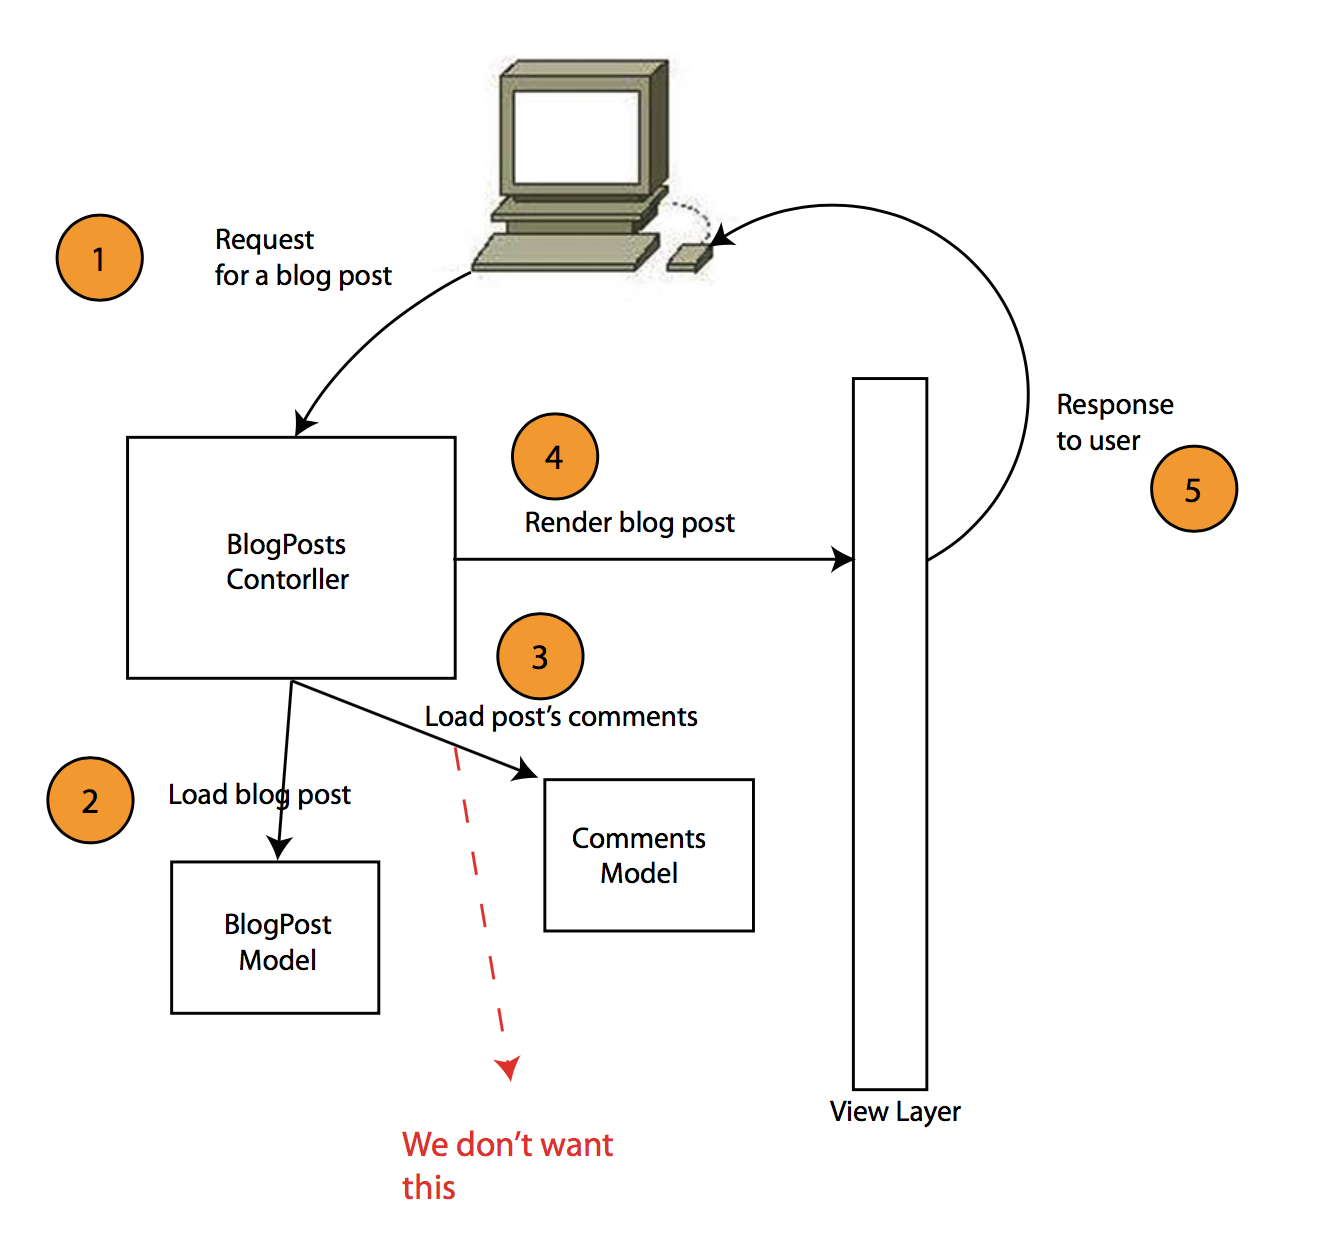 1
Request
for a blog post
Response
to user
5
4
Render blog post
BlogPosts
Contorller
3
Load post's comments
2
Load blog post
Comments
Model
BlogPost
Model
View Layer
We don't want
this